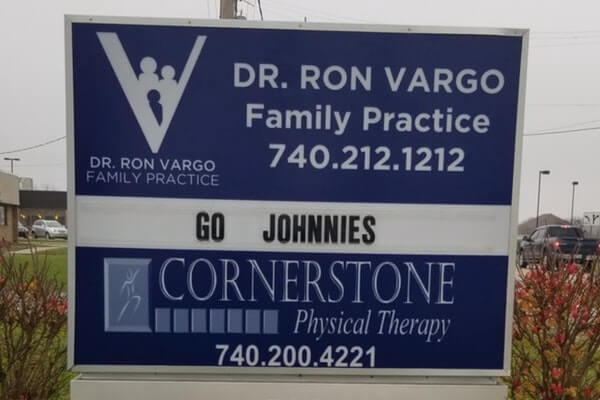 DR. RON VARGO
Family Practice
740.212.1212
DR. RON VARGO
FAMILY PRACTICE
GO JOHNNIES
CORNERSTONE
Physical Therapy
740.200.4221